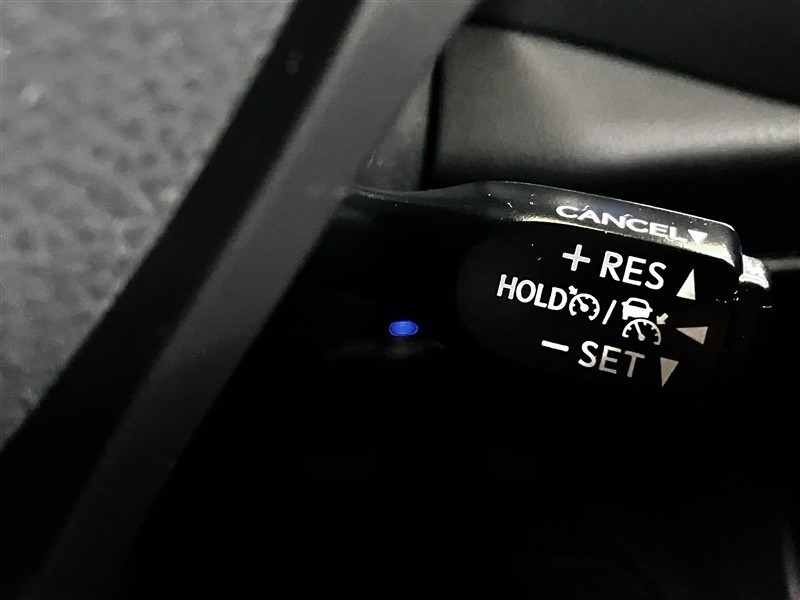 CANCEL
+ RES
HOLD /
- SET